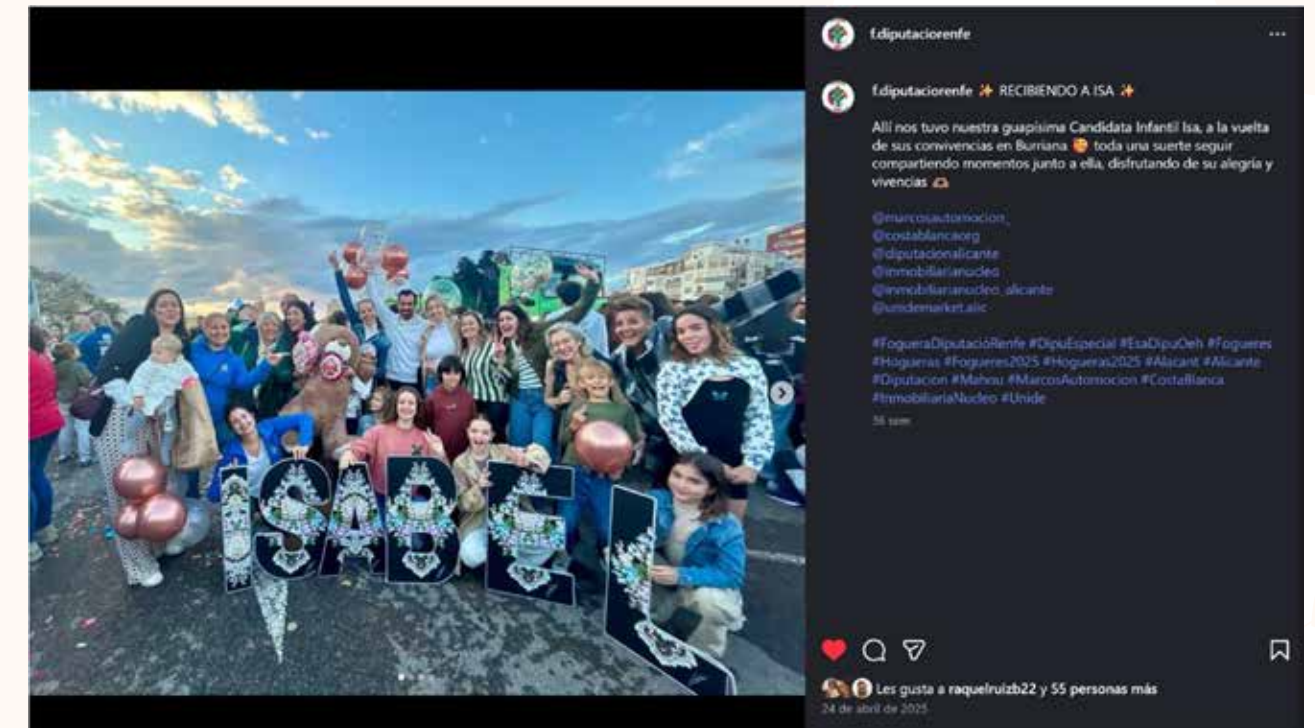 ISABEL
f.diputaciorenfe
f.diputaciorenfe ✨ RECIBIENDO A ISA ✨
Allí nos tuvo nuestra guapísima Candidata Infantil Isa, a la vuelta
de sus convivencias en Burriana 🥰 toda una suerte seguir
compartiendo momentos junto a ella, disfrutando de su alegría y
vivencias 🫶🏽
@marcosautomocion_
@costablancaorg
@diputacionalicante
@inmobiliarianucleo
@inmobiliarianucleo_alicante
@unidemarket.alic
#FogueraDiputacióRenfe #DipuEspecial #EsaDipuOeh #Fogueres
#Hogueras #Fogueres2025 #Hogueras2025 #Alacant #Alicante
#Diputacion #Mahou #MarcosAutomocion #CostaBlanca
#InmobiliariaNucleo #Unide
36 sem
Les gusta a raquelruizb22 y 55 personas más
24 de abril de 2025